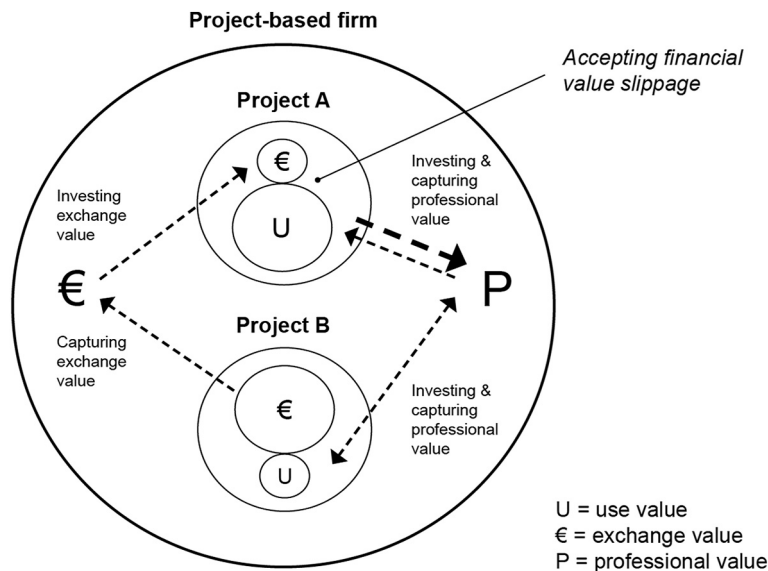 Project-based firm
Accepting financial
value slippage
Project A
€
U
Investing &
capturing
professional
value
Investing
exchange
value
€
P
Capturing
exchange
value
Project B
€
U
Investing &
capturing
professional
value
U = use value
€ = exchange value
P = professional value